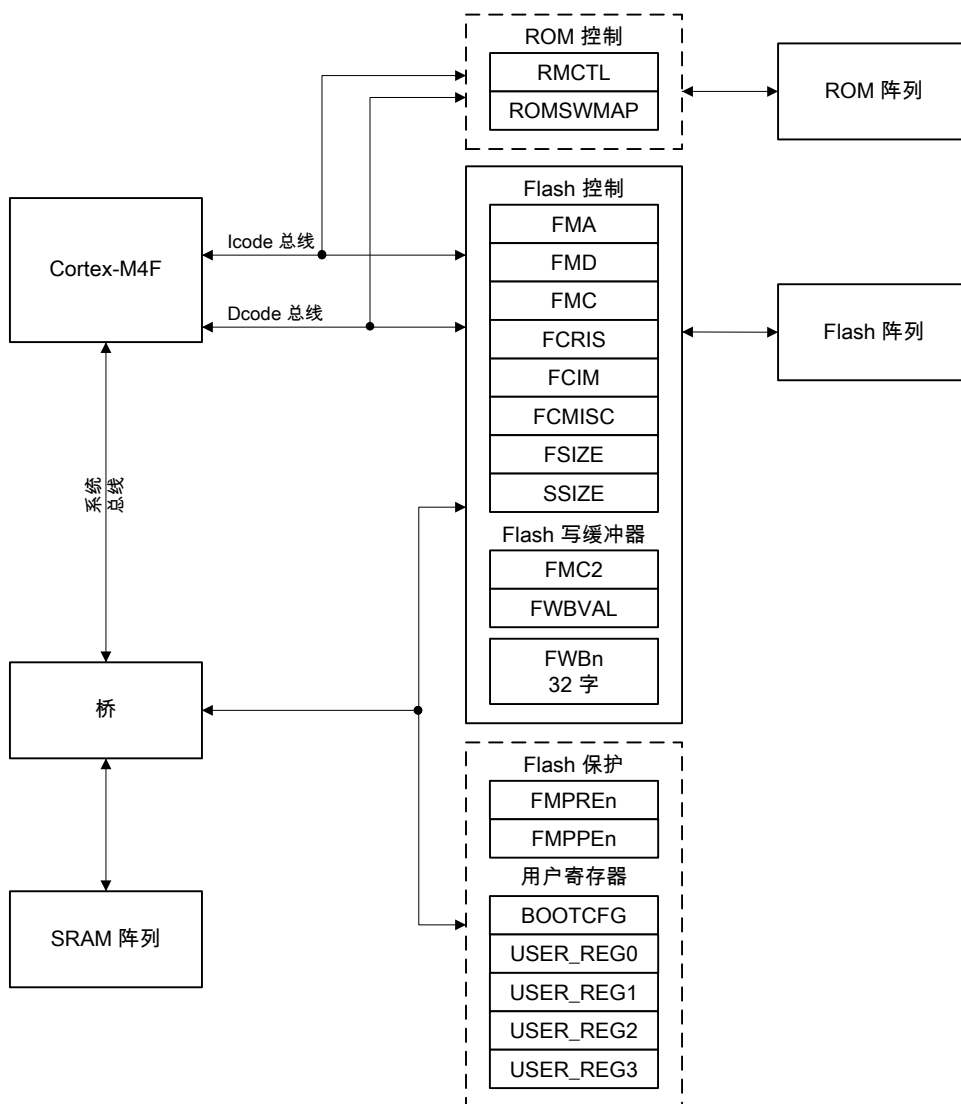 ROM 控制
RMCTL
ROMSWMAP
ROM 阵列
Cortex-M4F
Icode 总线
Dcode 总线
Flash 控制
FMA
FMD
FMC
FCRIS
FCIM
FCMISC
FSIZE
SSIZE
Flash 写缓冲器
FMC2
FWBVAL
FWBn
32 字
Flash 阵列
系统
总线
桥
SRAM 阵列
Flash 保护
FMPREn
FMPPEn
用户寄存器
BOOTCFG
USER_REG0
USER_REG1
USER_REG2
USER_REG3